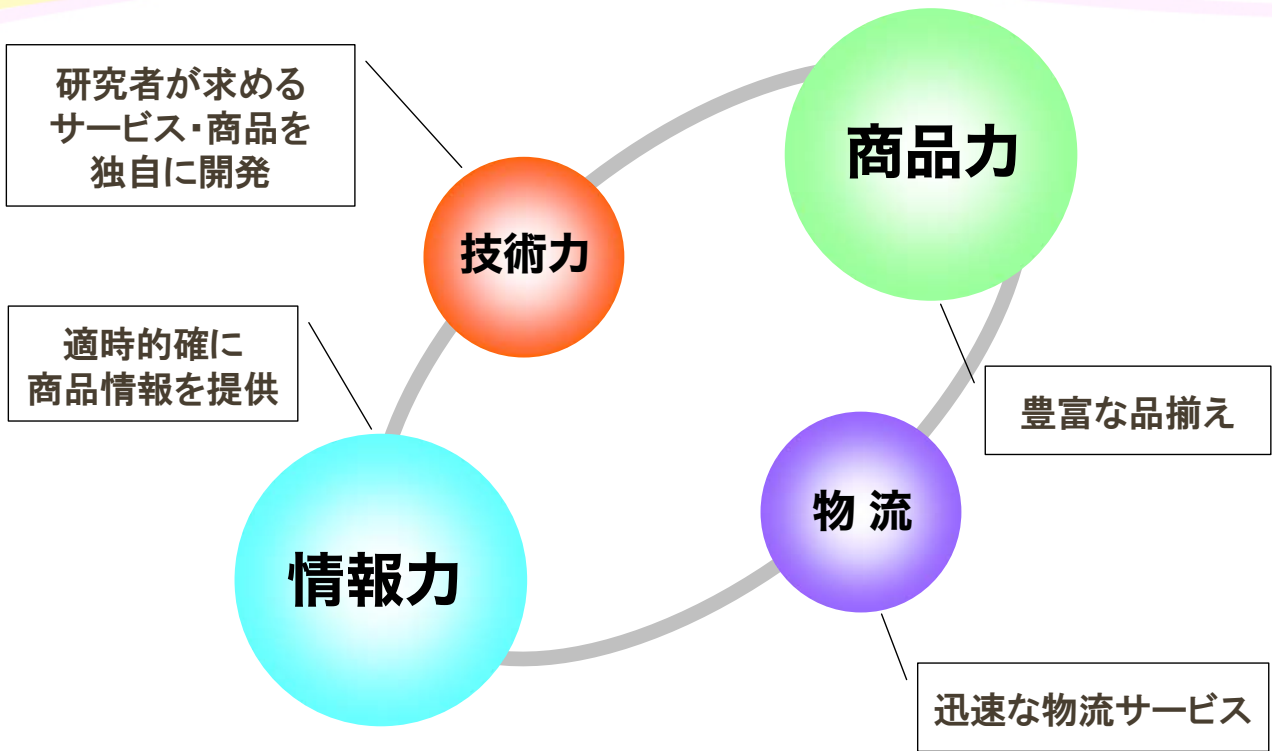 研究者が求める
サービス・商品を
独自に開発
商品力
技術力
適時的確に
商品情報を提供
豊富な品揃え
物 流
情報力
迅速な物流サービス